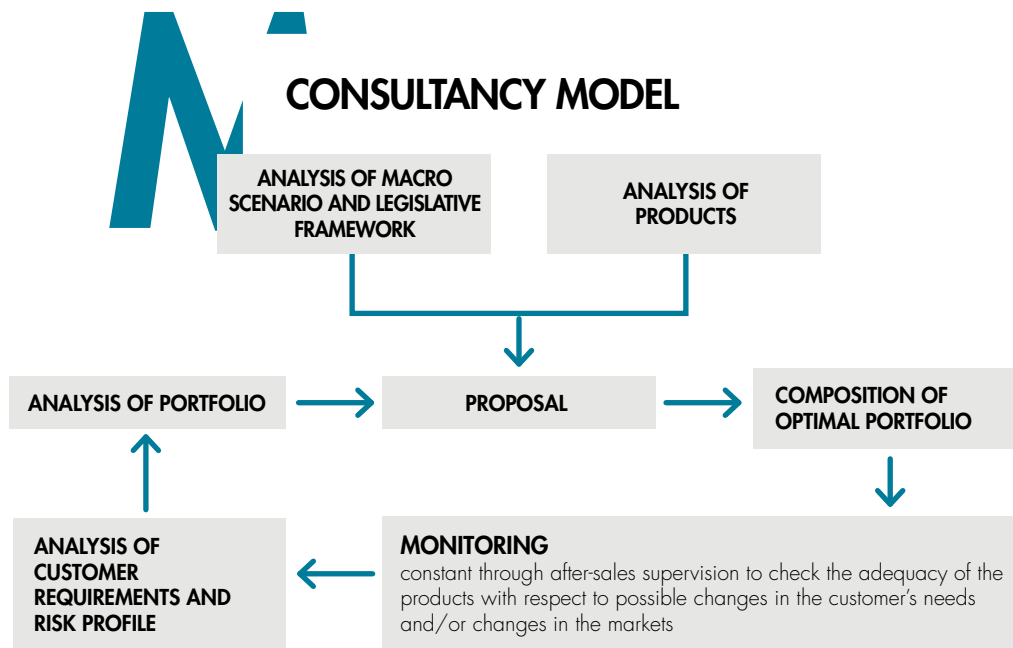 CONSULTANCY MODEL
ANALYSIS OF MACRO
SCENARIO AND LEGISLATIVE
FRAMEWORK
ANALYSIS OF
PRODUCTS
ANALYSIS OF PORTFOLIO
PROPOSAL
COMPOSITION OF
OPTIMAL PORTFOLIO
ANALYSIS OF
CUSTOMER
REQUIREMENTS AND
RISK PROFILE
MONITORING
constant through after-sales supervision to check the adequacy of the
products with respect to possible changes in the customer’s needs
and/or changes in the markets